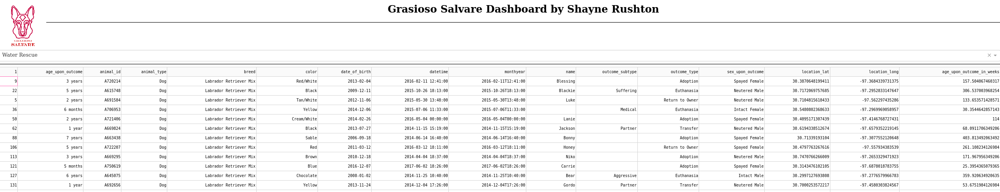 Grasioso Salvare Dashboard by Shayne Rushton
GRAZIOSO
SALVARE
Water Rescue
1 age_upon_outcome animal_id animal_type breed color date_of_birth datetime monthyear name outcome_subtype outcome_type sex_upon_outcome location_lat location_long age_upon_outcome_in_weeks
9 3 years A720214 Dog Labrador Retriever Mix Red/White 2013-02-04 2016-02-11 12:41:00 2016-02-11T12:41:00 Blessing Adoption Spayed Female 30.3870648199411 -97.3684339731375 157.504067460317
22 5 years A615748 Dog Labrador Retriever Mix Black 2009-12-11 2015-10-26 18:13:00 2015-10-26T18:13:00 Blackie Suffering Euthanasia Neutered Male 30.7172069757685 -97.2952833147647 306.537003968254
5 2 years A691584 Dog Labrador Retriever Mix Tan/White 2012-11-06 2015-05-30 13:48:00 2015-05-30T13:48:00 Luke Return to Owner Neutered Male 30.7104815618433 -97.562297435286 133.653571428571
36 6 months A706953 Dog Labrador Retriever Mix Yellow 2014-12-06 2015-07-06 11:33:00 2015-07-06T11:33:00 Medical Euthanasia Intact Female 30.5480802368633 -97.2969969058957 30.3544642857143
50 2 years A721406 Dog Labrador Retriever Mix Cream/White 2014-02-26 2016-05-04 00:00:00 2016-05-04T00:00:00 Lanie Adoption Spayed Female 30.4095171307439 -97.4146768727431 114
62 1 year A669824 Dog Labrador Retriever Mix Black 2013-07-27 2014-11-15 15:19:00 2014-11-15T15:19:00 Jackson Partner Transfer Neutered Male 30.6194338512674 -97.6579352219145 68.0911706349206
88 7 years A663438 Dog Labrador Retriever Mix Sable 2006-09-18 2014-06-14 16:40:00 2014-06-14T16:40:00 Bonny Adoption Spayed Female 30.71339193104 -97.3077552120648 403.813492063492
106 5 years A722207 Dog Labrador Retriever Mix Red 2011-03-12 2016-03-12 18:11:00 2016-03-12T18:11:00 Honey Return to Owner Spayed Female 30.4797763267616 -97.557934383539 261.108234126984
113 3 years A669295 Dog Labrador Retriever Mix Brown 2010-12-18 2014-04-04 18:37:00 2014-04-04T18:37:00 Niko Adoption Neutered Male 30.7470766266009 -97.2653329471923 171.967956349206
121 5 months A750619 Dog Labrador Retriever Mix Blue 2016-12-07 2017-06-02 18:26:00 2017-06-02T18:26:00 Carrie Adoption Spayed Female 30.3143476102105 -97.6878018783755 25.3954365079365
127 6 years A645075 Dog Labrador Retriever Mix Chocolate 2008-01-02 2014-11-25 10:40:00 2014-11-25T10:40:00 Bear Aggressive Euthanasia Intact Male 30.2997127693808 -97.2776579966783 359.920634920635
131 1 year A692656 Dog Labrador Retriever Mix Yellow 2013-11-24 2014-12-04 17:26:00 2014-12-04T17:26:00 Gordo Partner Transfer Neutered Male 30.7000253572217 -97.4580303824567 53.6751984126984